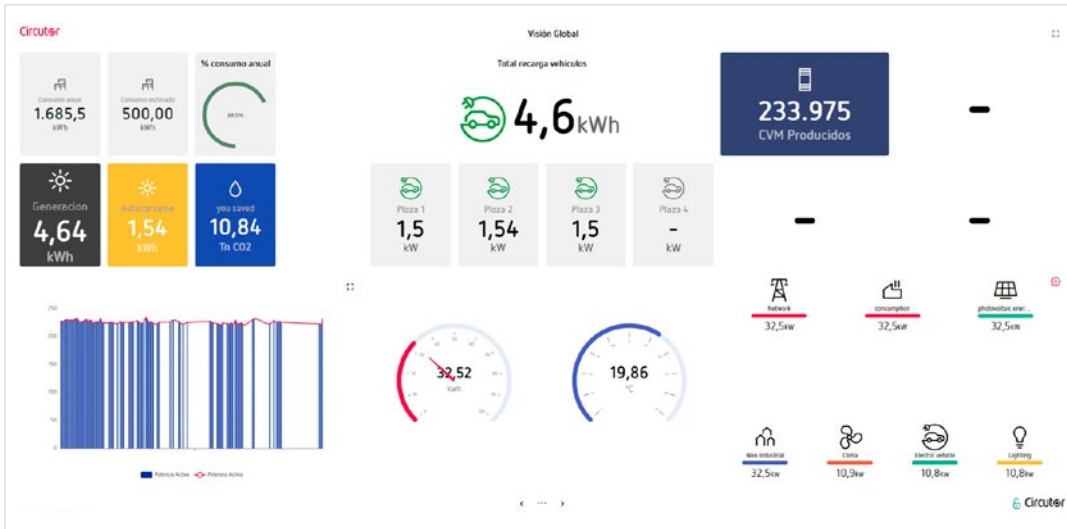 Circutor
Visión Global
Consumo anual
1.685,5
kWh
Consumo estimado
500,00
kWh
% consumo anual
Total recarga vehículos
4,6kWh
233.975
CVM Producidos
-
Generacion
4,64
kWh
Autoconsumo
1,54
kWh
you saved
10,84
Tn CO2
Plaza 1
1,5
kW
Plaza 2
1,54
kW
Plaza 3
1,5
kW
Plaza 4
-
kW
-
-
250
200
150
100
50
0
Potencia Activa
Potencia Activa
32,52
kWh
19,86
°C
Network
32,5kW
consumption
32,5kW
photovoltaic ener...
32,5kW
Non industrial
32,5kW
Clima
10,9kW
Electric vehicle
10,8kW
Lighting
10,8kW
Circutor